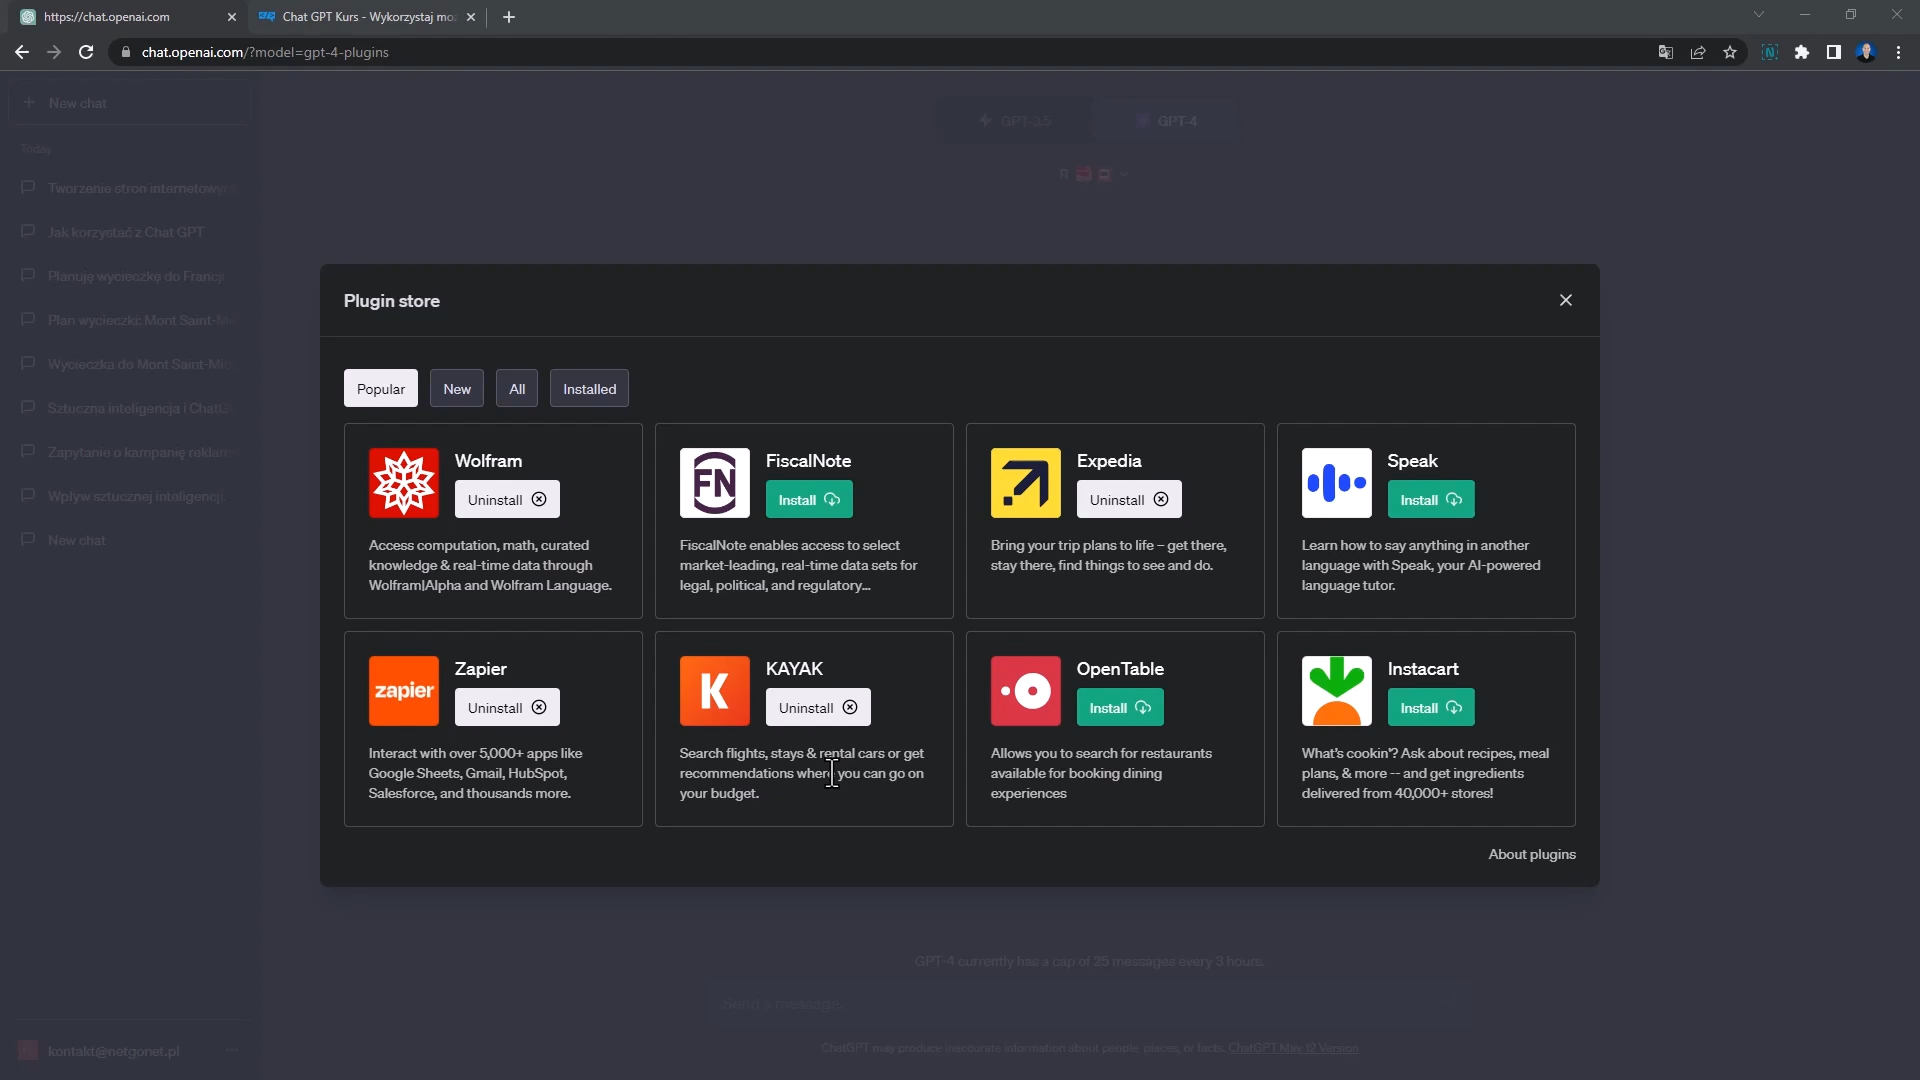 https://chat.openai.com
Chat GPT Kurs - Wykorzystaj mo
chat.openai.com/?model=gpt-4-plugins
New chat
GPT-3.5
GPT-4
Today
Tworzenie stron internetowyc
Jak korzystać z Chat GPT
Planuję wycieczkę do Francji
Plan wycieczki: Mont Saint-Mi
Wycieczka do Mont Saint-Mic
Sztuczna inteligencja i ChatG
Zapytanie o kampanię reklam
Wpływ sztucznej inteligencji
New chat
Plugin store
Popular
New
All
Installed
Wolfram
Uninstall
Access computation, math, curated
knowledge & real-time data through
Wolfram|Alpha and Wolfram Language.
FN
FiscalNote
Install
FiscalNote enables access to select
market-leading, real-time data sets for
legal, political, and regulatory...
Expedia
Uninstall
Bring your trip plans to life – get there,
stay there, find things to see and do.
Speak
Install
Learn how to say anything in another
language with Speak, your AI-powered
language tutor.
zapier
Zapier
Uninstall
Interact with over 5,000+ apps like
Google Sheets, Gmail, HubSpot,
Salesforce, and thousands more.
K
KAYAK
Uninstall
Search flights, stays & rental cars or get
recommendations where you can go on
your budget.
OpenTable
Install
Allows you to search for restaurants
available for booking dining
experiences
Instacart
Install
What's cookin'? Ask about recipes, meal
plans, & more -- and get ingredients
delivered from 40,000+ stores!
About plugins
GPT-4 currently has a cap of 25 messages every 3 hours.
Send a message.
ChatGPT may produce inaccurate information about people, places, or facts. ChatGPT May 12 Version
kontakt@netgonet.pl